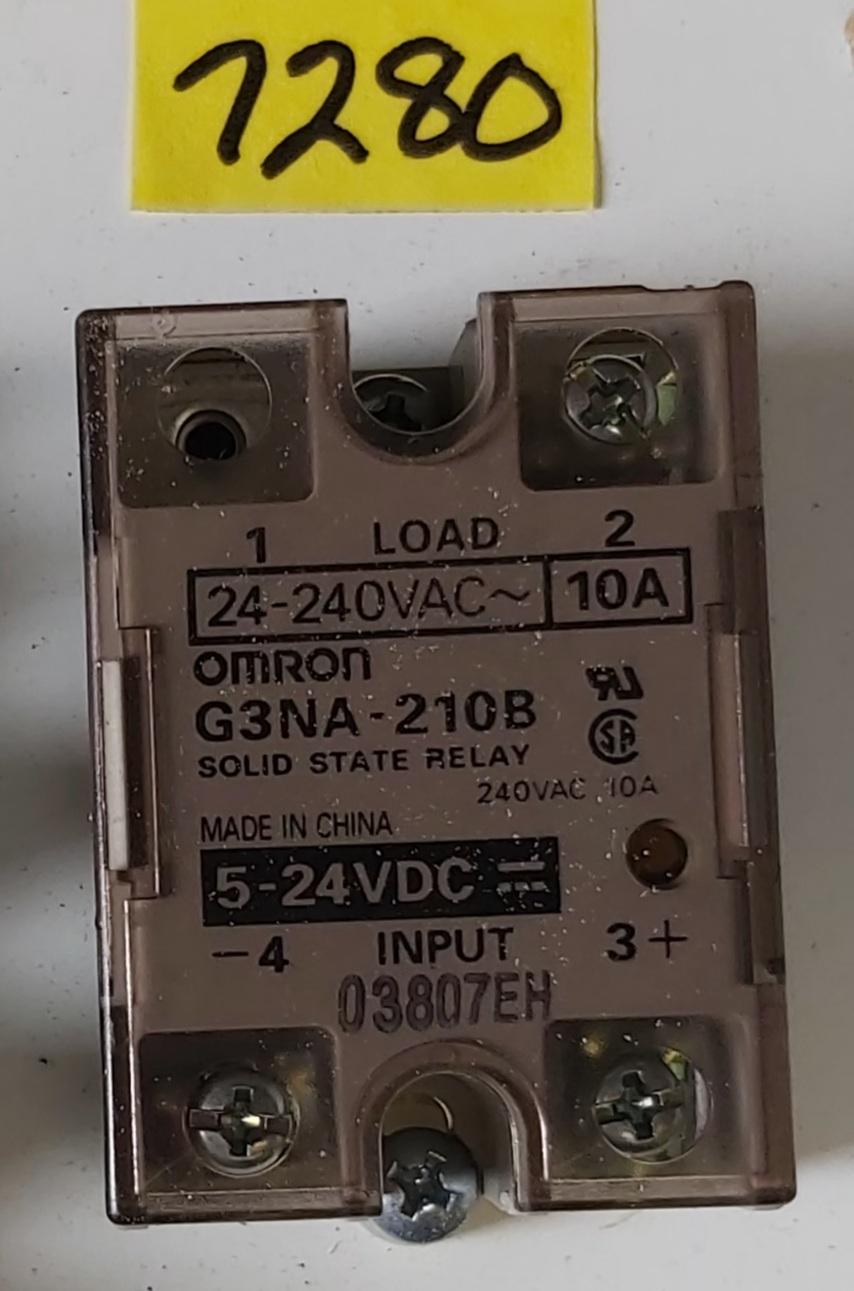 7280
1 LOAD 2
24-240VAC~ 10A
OMRON
G3NA-210B
SOLID STATE RELAY
240VAC 10A
MADE IN CHINA
5-24VDC
-4 INPUT 3+
03807EH